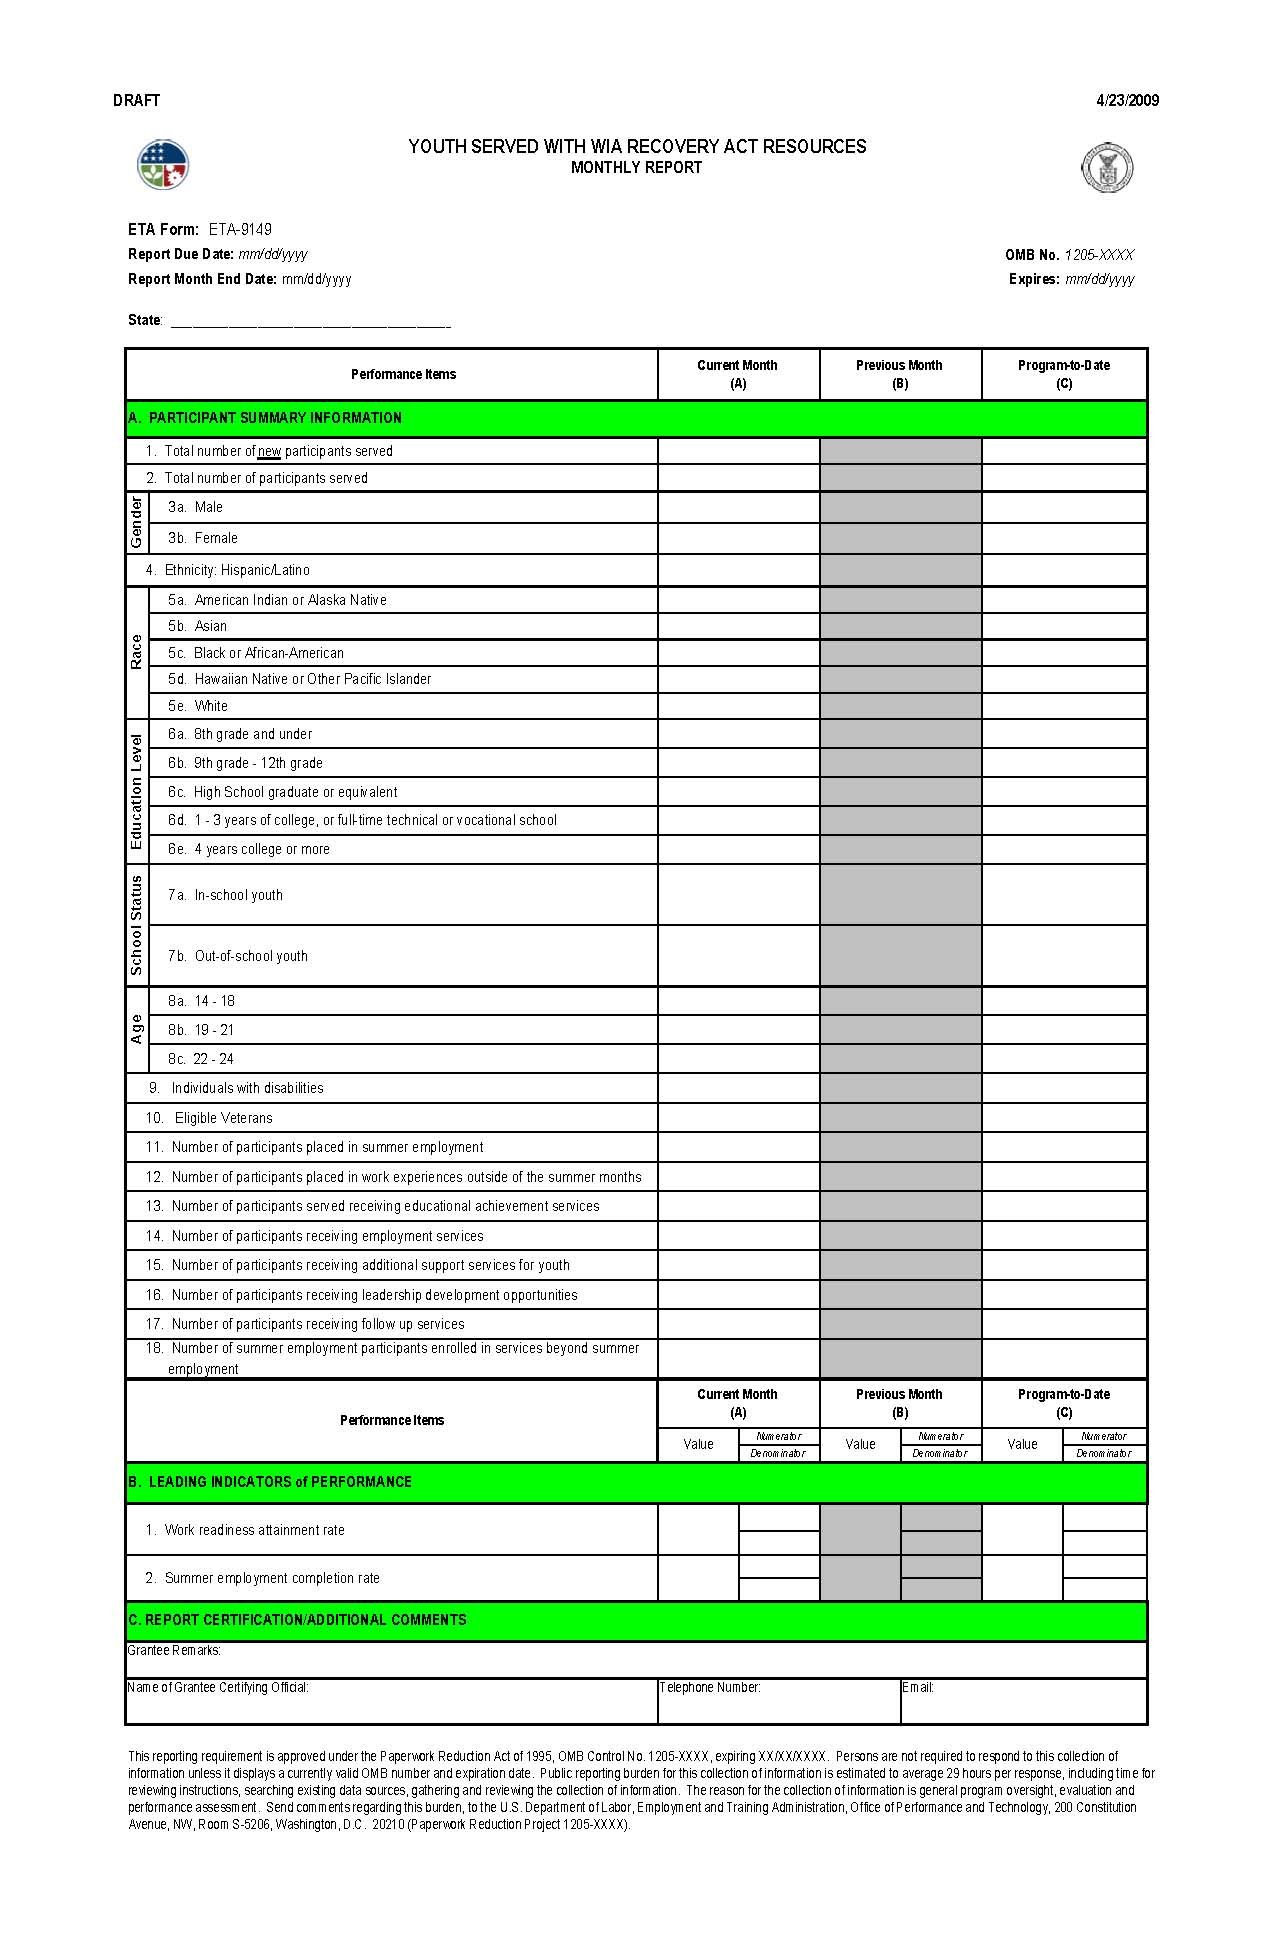 DRAFT 4/23/2009
YOUTH SERVED WITH WIA RECOVERY ACT RESOURCES
MONTHLY REPORT
ETA Form: ETA-9149
Report Due Date: mm/dd/yyyy OMB No. 1205-XXXX
Report Month End Date: mm/dd/yyyy Expires: mm/dd/yyyy
State: ______________________________________
Performance Items Current Month (A) Previous Month (B) Program-to-Date (C)
A. PARTICIPANT SUMMARY INFORMATION
1. Total number of new participants served
2. Total number of participants served
Gender
3a. Male
3b. Female
4. Ethnicity: Hispanic/Latino
Race
5a. American Indian or Alaska Native
5b. Asian
5c. Black or African-American
5d. Hawaiian Native or Other Pacific Islander
5e. White
Education Level
6a. 8th grade and under
6b. 9th grade - 12th grade
6c. High School graduate or equivalent
6d. 1 - 3 years of college, or full-time technical or vocational school
6e. 4 years college or more
School Status
7a. In-school youth
7b. Out-of-school youth
Age
8a. 14 - 18
8b. 19 - 21
8c. 22 - 24
9. Individuals with disabilities
10. Eligible Veterans
11. Number of participants placed in summer employment
12. Number of participants placed in work experiences outside of the summer months
13. Number of participants served receiving educational achievement services
14. Number of participants receiving employment services
15. Number of participants receiving additional support services for youth
16. Number of participants receiving leadership development opportunities
17. Number of participants receiving follow up services
18. Number of summer employment participants enrolled in services beyond summer
employment
Performance Items Current Month (A) Previous Month (B) Program-to-Date (C)
Value Numerator Value Numerator Value Numerator
Denominator Denominator Denominator
B. LEADING INDICATORS of PERFORMANCE
1. Work readiness attainment rate
2. Summer employment completion rate
C. REPORT CERTIFICATION/ADDITIONAL COMMENTS
Grantee Remarks:
Name of Grantee Certifying Official: Telephone Number: Email:
This reporting requirement is approved under the Paperwork Reduction Act of 1995, OMB Control No. 1205-XXXX, expiring XX/XX/XXXX. Persons are not required to respond to this collection of
information unless it displays a currently valid OMB number and expiration date. Public reporting burden for this collection of information is estimated to average 29 hours per response, including time for
reviewing instructions, searching existing data sources, gathering and reviewing the collection of information. The reason for the collection of information is general program oversight, evaluation and
performance assessment. Send comments regarding this burden, to the U.S. Department of Labor, Employment and Training Administration, Office of Performance and Technology, 200 Constitution
Avenue, NW, Room S-5206, Washington, D.C. 20210 (Paperwork Reduction Project 1205-XXXX).